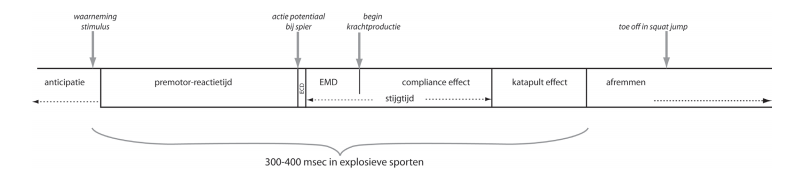 waarneming
stimulus
actie potentiaal
bij spier
begin
krachtproductie
toe off in squat jump
anticipatie
premotor-reactietijd
ECD
EMD
compliance effect
katapult effect
afremmen
stijgtijd
300-400 msec in explosieve sporten